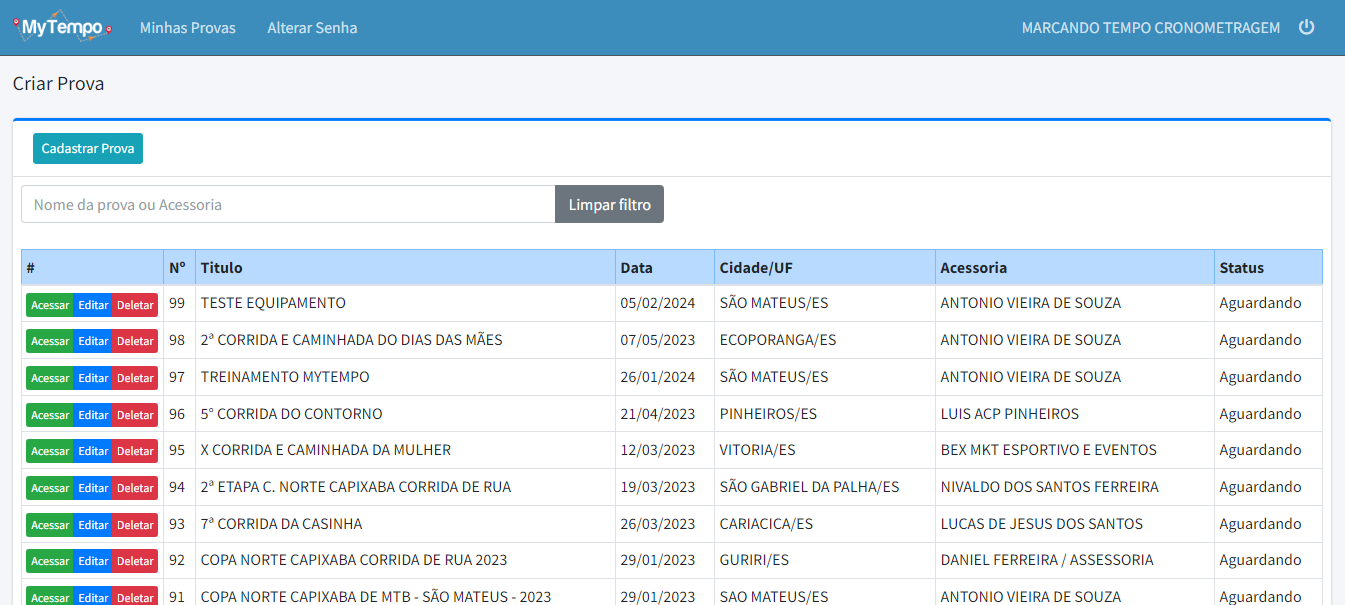 MyTempo Minhas Provas Alterar Senha MARCANDO TEMPO CRONOMETRAGEM
Criar Prova
Cadastrar Prova
Nome da prova ou Acessoria Limpar filtro
# Nº Titulo Data Cidade/UF Acessoria Status
Acessar Editar Deletar 99 TESTE EQUIPAMENTO 05/02/2024 SÃO MATEUS/ES ANTONIO VIEIRA DE SOUZA Aguardando
Acessar Editar Deletar 98 2ª CORRIDA E CAMINHADA DO DIAS DAS MÃES 07/05/2023 ECOPORANGA/ES ANTONIO VIEIRA DE SOUZA Aguardando
Acessar Editar Deletar 97 TREINAMENTO MYTEMPO 26/01/2024 SÃO MATEUS/ES ANTONIO VIEIRA DE SOUZA Aguardando
Acessar Editar Deletar 96 5° CORRIDA DO CONTORNO 21/04/2023 PINHEIROS/ES LUIS ACP PINHEIROS Aguardando
Acessar Editar Deletar 95 X CORRIDA E CAMINHADA DA MULHER 12/03/2023 VITORIA/ES BEX MKT ESPORTIVO E EVENTOS Aguardando
Acessar Editar Deletar 94 2ª ETAPA C. NORTE CAPIXABA CORRIDA DE RUA 19/03/2023 SÃO GABRIEL DA PALHA/ES NIVALDO DOS SANTOS FERREIRA Aguardando
Acessar Editar Deletar 93 7ª CORRIDA DA CASINHA 26/03/2023 CARIACICA/ES LUCAS DE JESUS DOS SANTOS Aguardando
Acessar Editar Deletar 92 COPA NORTE CAPIXABA CORRIDA DE RUA 2023 29/01/2023 GURIRI/ES DANIEL FERREIRA / ASSESSORIA Aguardando
Acessar Editar Deletar 91 COPA NORTE CAPIXABA DE MTB - SÃO MATEUS - 2023 29/01/2023 SAO MATEUS/ES ANTONIO VIEIRA DE SOUZA Aguardando